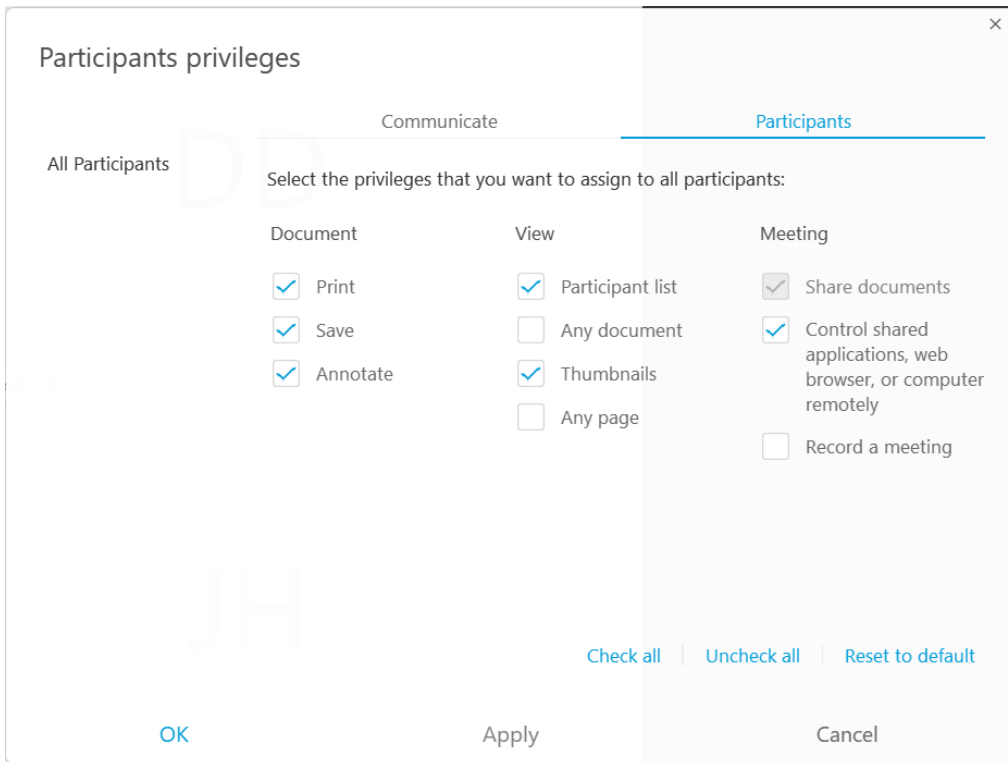 Participants privileges
Communicate
Participants
All Participants
Select the privileges that you want to assign to all participants:
Document
Print
Save
Annotate
View
Participant list
Any document
Thumbnails
Any page
Meeting
Share documents
Control shared
applications, web
browser, or computer
remotely
Record a meeting
Check all
Uncheck all
Reset to default
OK
Apply
Cancel
DD
JH